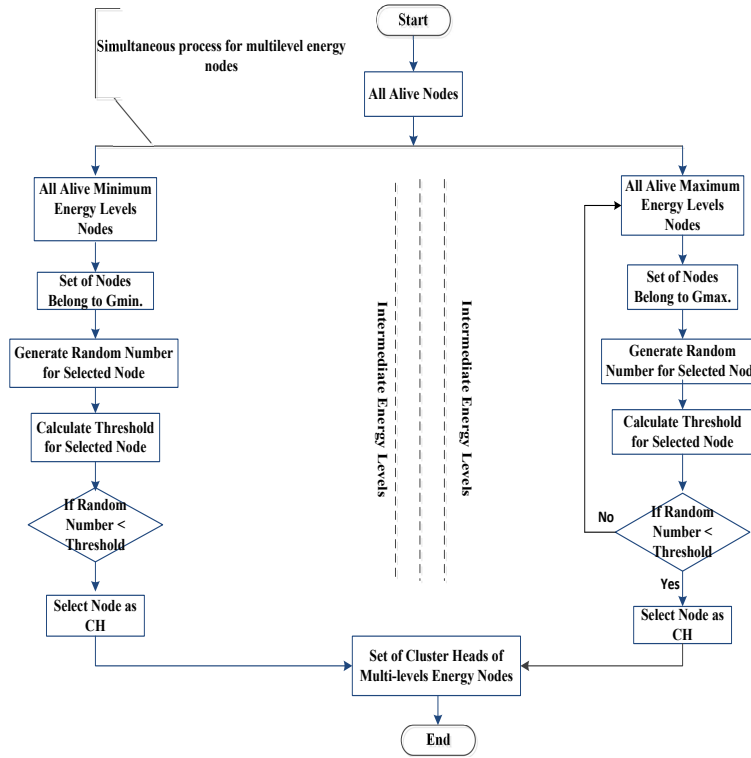 Start
Simultaneous process for multilevel energy
nodes
All Alive Nodes
All Alive Minimum
Energy Levels
Nodes
Set of Nodes
Belong to Gmin.
Generate Random Number
for Selected Node
Calculate Threshold
for Selected Node
If Random
Number <
Threshold
Select Node as
CH
Intermediate Energy Levels
Intermediate Energy Levels
All Alive Maximum
Energy Levels
Nodes
Set of Nodes
Belong to Gmax.
Generate Random
Number for Selected Nod
Calculate Threshold
for Selected Node
If Random
Number <
Threshold
No
Yes
Select Node as
CH
Set of Cluster Heads of
Multi-levels Energy Nodes
End